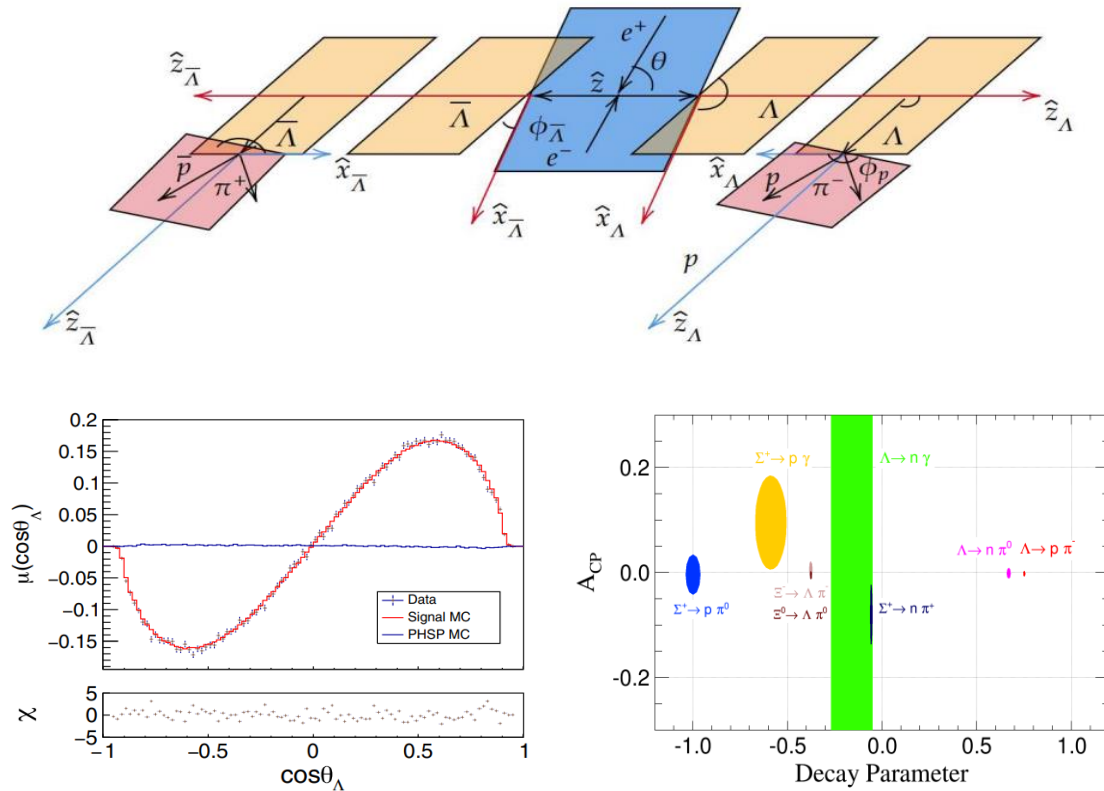 e⁺
θ
ẑ
ẑ_Λ̅
Λ̅
Λ̅
ϕ_Λ̅
e⁻
Λ
Λ
ẑ_Λ
p̅
π⁺
x̂_Λ̅
x̂_Λ̅
x̂_Λ
x̂_Λ
p
π⁻
ϕ_p
p
ẑ_Λ̅
ẑ_Λ
μ(cosθ_Λ)
0.2
0.15
0.1
0.05
0
−0.05
−0.1
−0.15
Data
Signal MC
PHSP MC
χ
5
0
−5
−1
−0.5
0
0.5
1
cosθ_Λ
A_CP
0.2
0.0
-0.2
Σ⁺→ p γ
Λ→ n γ
Λ→ n π⁰
Λ→ p π⁻
Σ⁺→ p π⁰
Ξ⁻→ Λ π⁻
Ξ⁰→ Λ π⁰
Σ⁺→ n π⁺
-1.0
-0.5
0.0
0.5
1.0
Decay Parameter